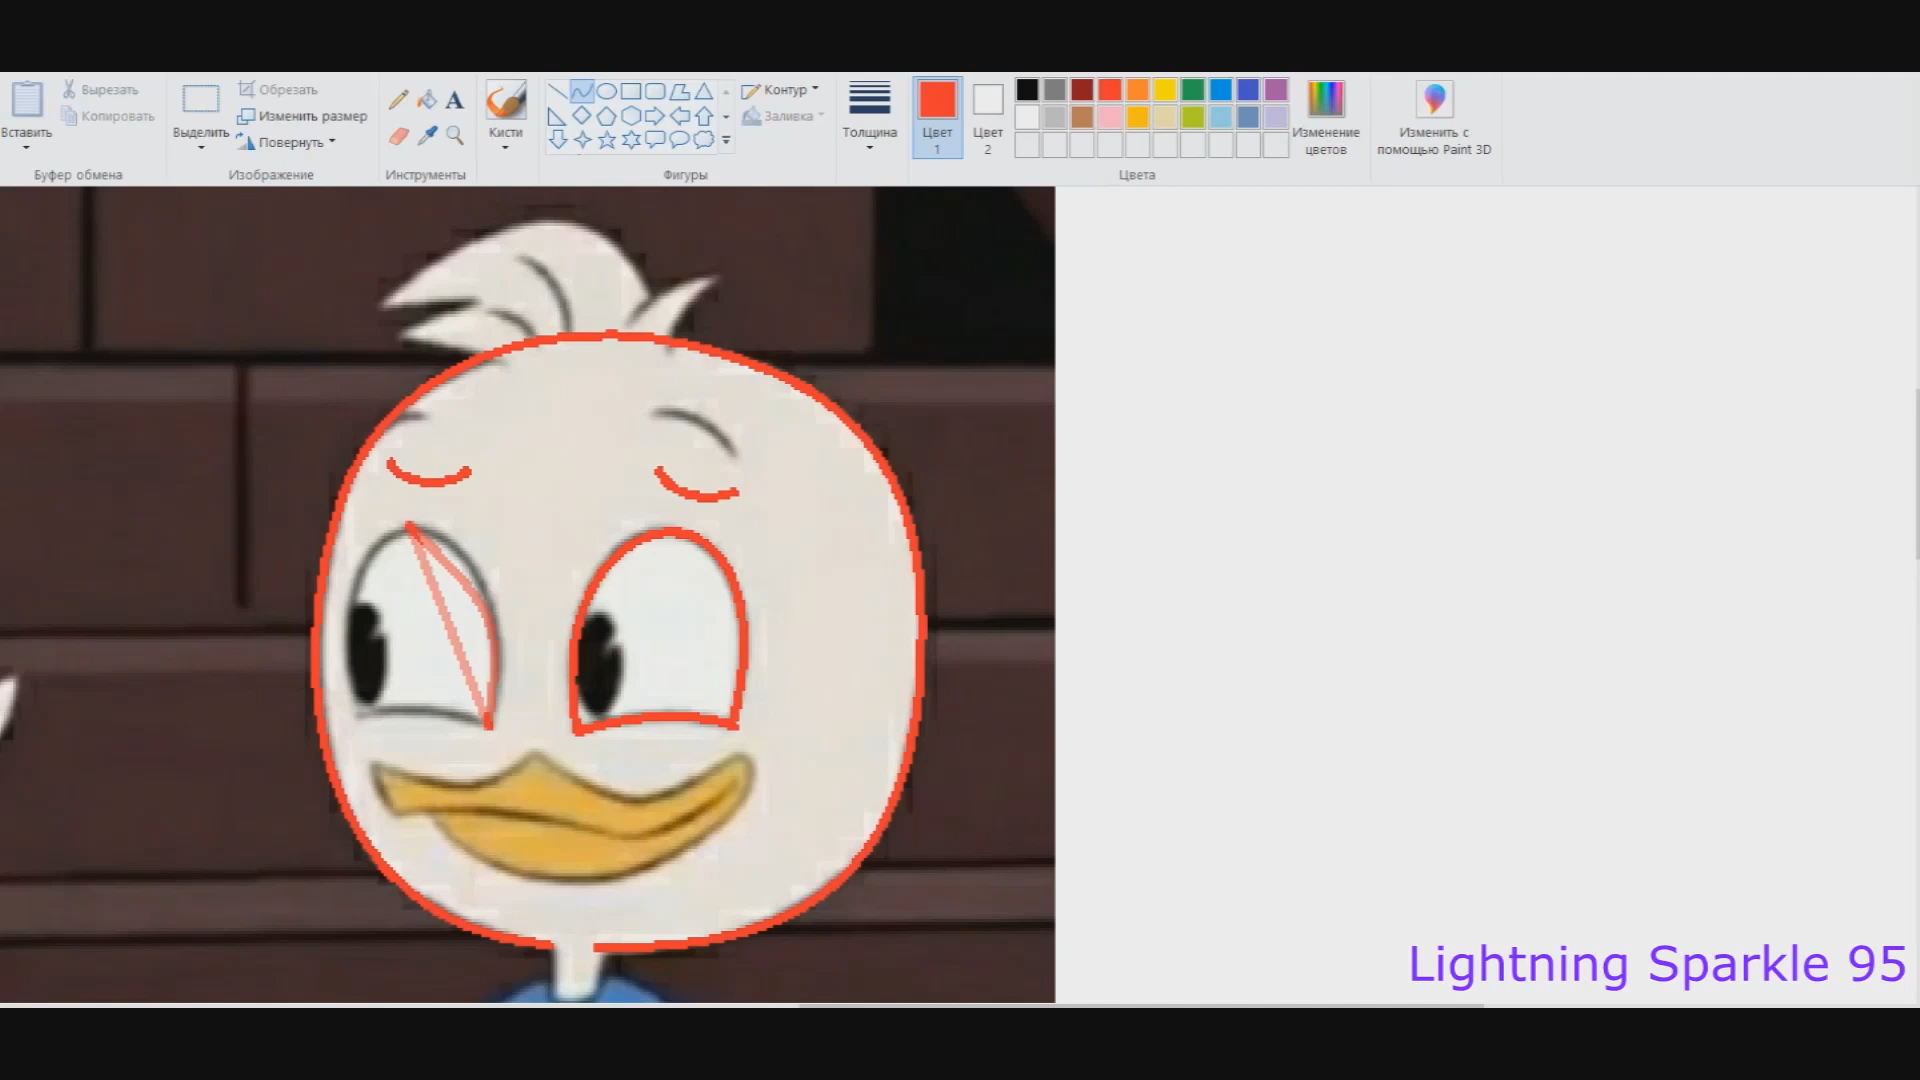 Вставить
Вырезать
Копировать
Буфер обмена
Выделить
Обрезать
Изменить размер
Повернуть
Изображение
A
Инструменты
Кисти
Контур
Заливка
Фигуры
Толщина
Цвет
1
Цвет
2
Изменение
цветов
Цвета
Изменить с
помощью Paint 3D
Lightning Sparkle 95